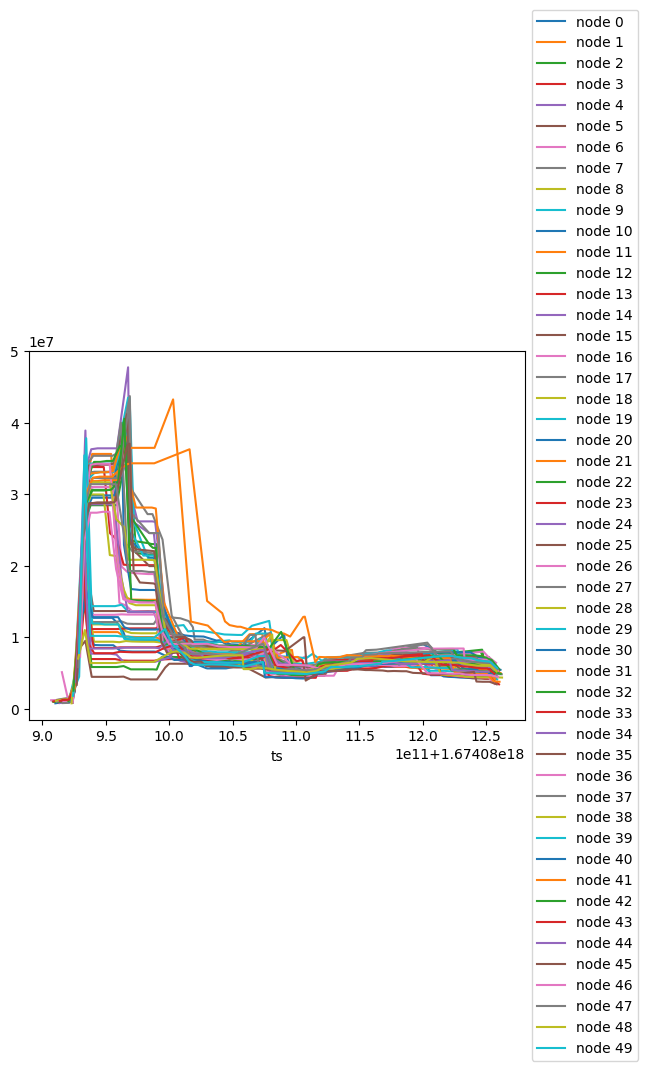 1e7
5
4
3
2
1
0
9.0 9.5 10.0 10.5 11.0 11.5 12.0 12.5
ts
1e11+1.67408e18
node 0
node 1
node 2
node 3
node 4
node 5
node 6
node 7
node 8
node 9
node 10
node 11
node 12
node 13
node 14
node 15
node 16
node 17
node 18
node 19
node 20
node 21
node 22
node 23
node 24
node 25
node 26
node 27
node 28
node 29
node 30
node 31
node 32
node 33
node 34
node 35
node 36
node 37
node 38
node 39
node 40
node 41
node 42
node 43
node 44
node 45
node 46
node 47
node 48
node 49